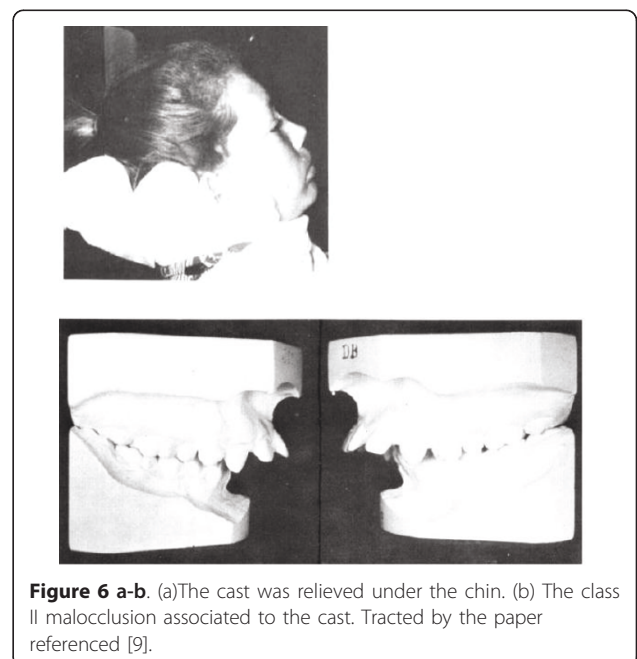 DB
Figure 6 a-b. (a)The cast was relieved under the chin. (b) The class
II malocclusion associated to the cast. Tracted by the paper
referenced [9].